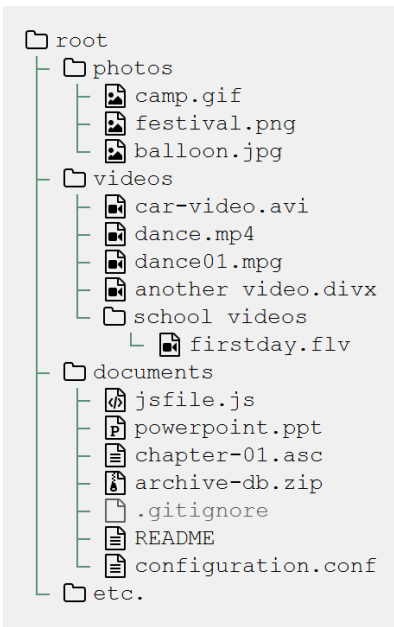 root
photos
camp.gif
festival.png
balloon.jpg
videos
car-video.avi
dance.mp4
dance01.mpg
another video.divx
school videos
firstday.flv
documents
jsfile.js
powerpoint.ppt
chapter-01.asc
archive-db.zip
.gitignore
README
configuration.conf
etc.